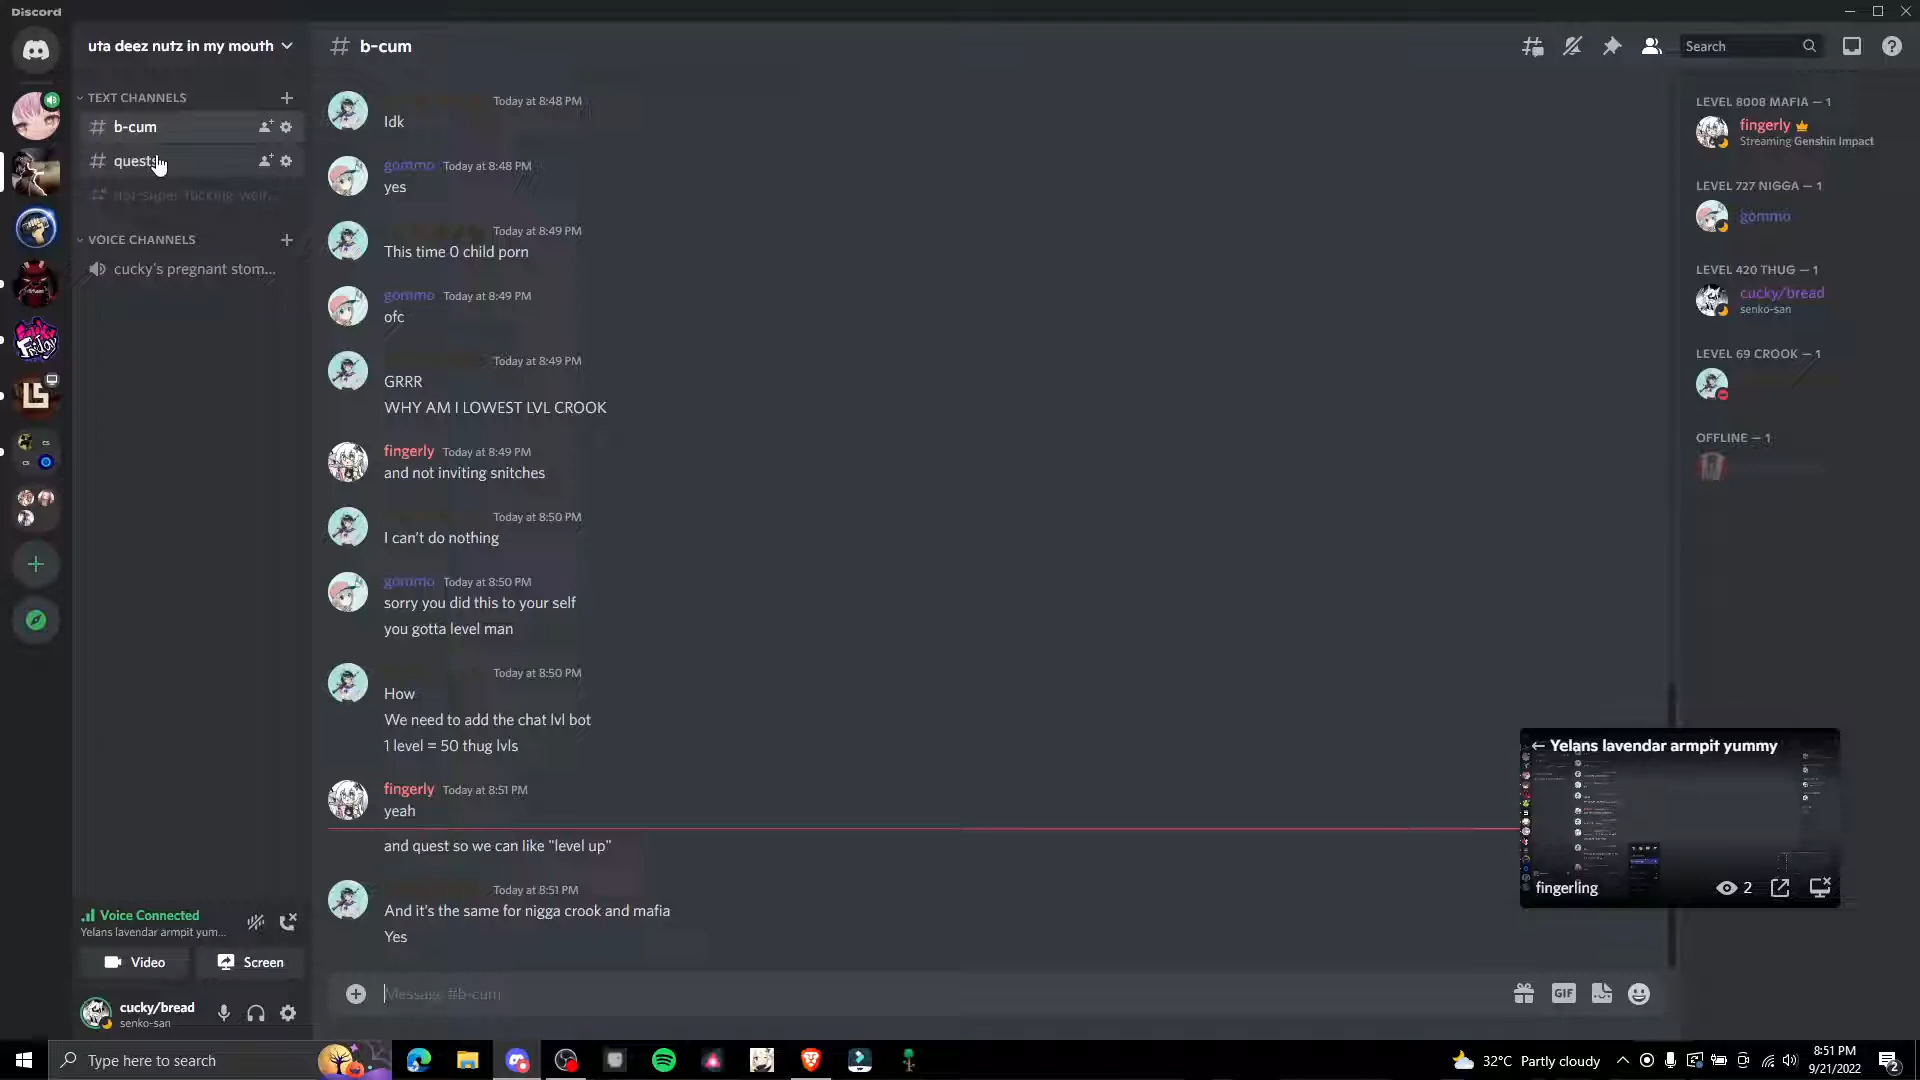 Discord
uta deez nutz in my mouth
# b-cum
Search
TEXT CHANNELS
b-cum
quests
VOICE CHANNELS
cucky's pregnant stom...
Today at 8:48 PM
Idk
gommo Today at 8:48 PM
yes
Today at 8:49 PM
This time 0 child porn
gommo Today at 8:49 PM
ofc
Today at 8:49 PM
GRRR
WHY AM I LOWEST LVL CROOK
fingerly Today at 8:49 PM
and not inviting snitches
Today at 8:50 PM
I can't do nothing
gommo Today at 8:50 PM
sorry you did this to your self
you gotta level man
Today at 8:50 PM
How
We need to add the chat lvl bot
1 level = 50 thug lvls
fingerly Today at 8:51 PM
yeah
and quest so we can like "level up"
Today at 8:51 PM
And it's the same for nigga crook and mafia
Yes
Message #b-cum
GIF
LEVEL 8008 MAFIA — 1
fingerly
Streaming Genshin Impact
LEVEL 727 NIGGA — 1
gommo
LEVEL 420 THUG — 1
cucky/bread
senko-san
LEVEL 69 CROOK — 1
OFFLINE — 1
Yelans lavendar armpit yummy
fingerling
2
Voice Connected
Yelans lavendar armpit yum...
Video
Screen
cucky/bread
senko-san
Type here to search
32°C Partly cloudy
8:51 PM
9/21/2022
2